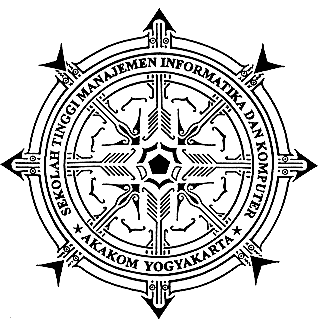 SEKOLAH TINGGI MANAJEMEN INFORMATIKA DAN KOMPUTER
★ AKAKOM YOGYAKARTA ★